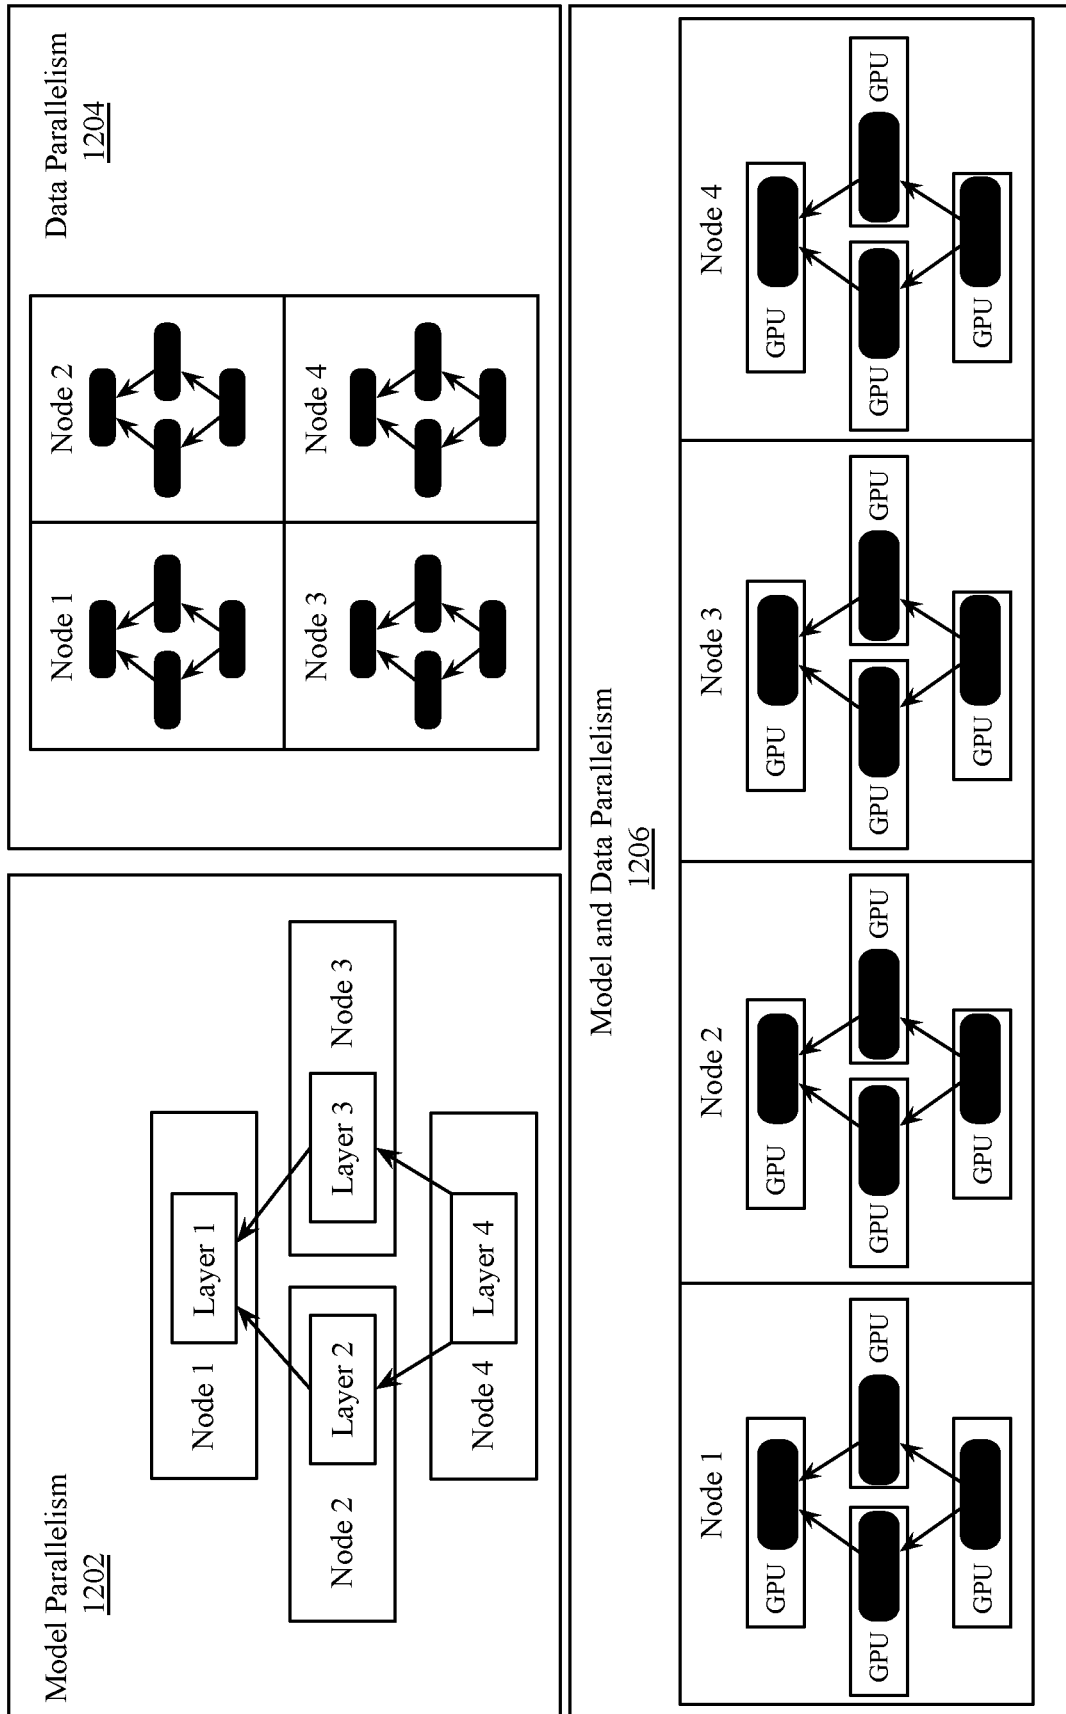 Model Parallelism
1202
Node 1
Layer 1
Node 2
Layer 2
Layer 3
Node 3
Node 4
Layer 4
Data Parallelism
1204
Node 1
Node 2
Node 3
Node 4
Model and Data Parallelism
1206
Node 1
GPU
GPU
GPU
GPU
Node 2
GPU
GPU
GPU
GPU
Node 3
GPU
GPU
GPU
GPU
Node 4
GPU
GPU
GPU
GPU